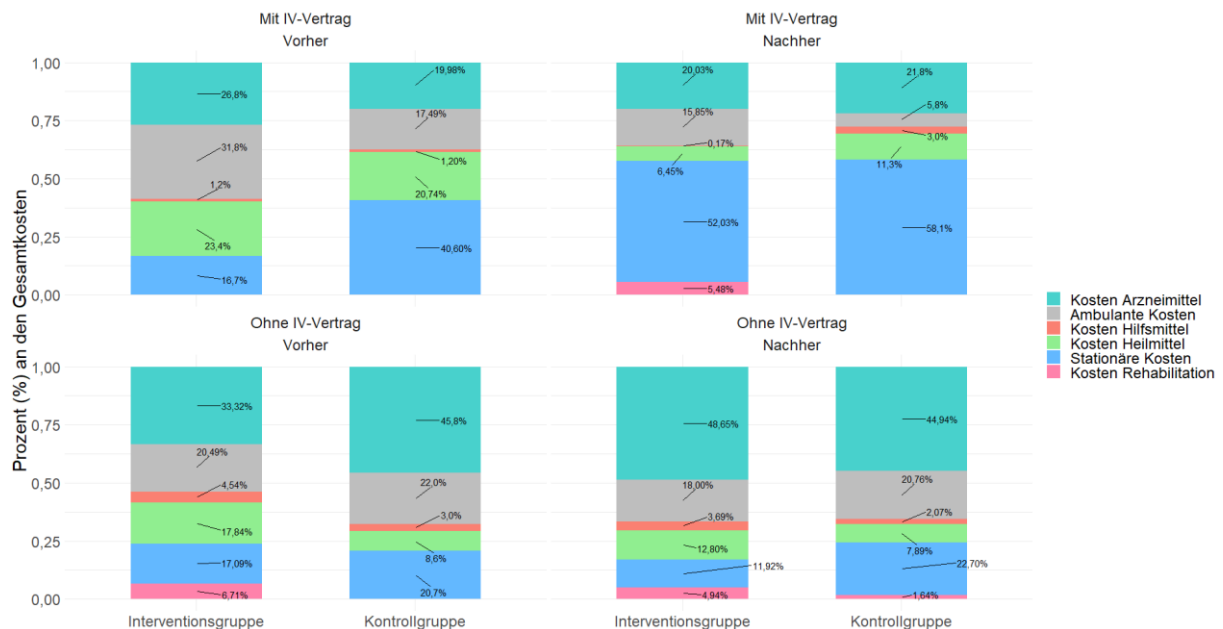 Mit IV-Vertrag
Vorher
Mit IV-Vertrag
Nachher
Prozent (%) an den Gesamtkosten
1,00
0,75
0,50
0,25
0,00
26,8%
31,8%
1,2%
23,4%
16,7%
19,98%
17,49%
1,20%
20,74%
40,60%
20,03%
15,85%
0,17%
6,45%
52,03%
5,48%
21,8%
5,8%
3,0%
11,3%
58,1%
Ohne IV-Vertrag
Vorher
Ohne IV-Vertrag
Nachher
1,00
0,75
0,50
0,25
0,00
33,32%
20,49%
4,54%
17,84%
17,09%
6,71%
45,8%
22,0%
3,0%
8,6%
20,7%
48,65%
18,00%
3,69%
12,80%
11,92%
4,94%
44,94%
20,76%
2,07%
7,89%
22,70%
1,64%
Interventionsgruppe
Kontrollgruppe
Interventionsgruppe
Kontrollgruppe
Kosten Arzneimittel
Ambulante Kosten
Kosten Hilfsmittel
Kosten Heilmittel
Stationäre Kosten
Kosten Rehabilitation